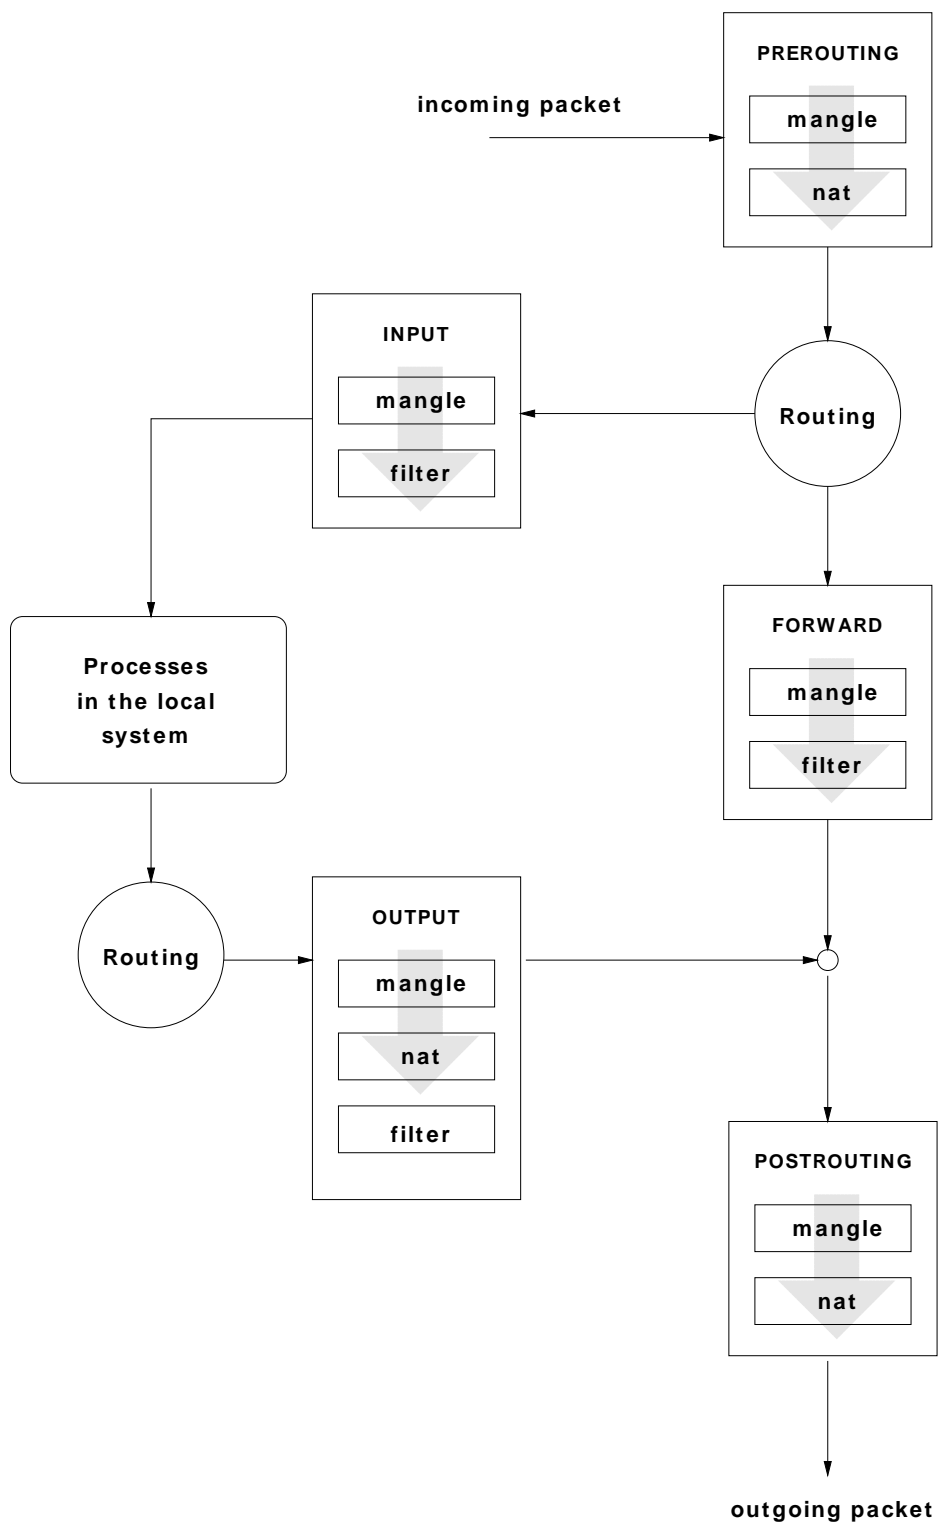 PREROUTING
incoming packet
mangle
nat
INPUT
mangle
filter
Routing
Processes
in the local
system
FORWARD
mangle
filter
Routing
OUTPUT
mangle
nat
filter
POSTROUTING
mangle
nat
outgoing packet